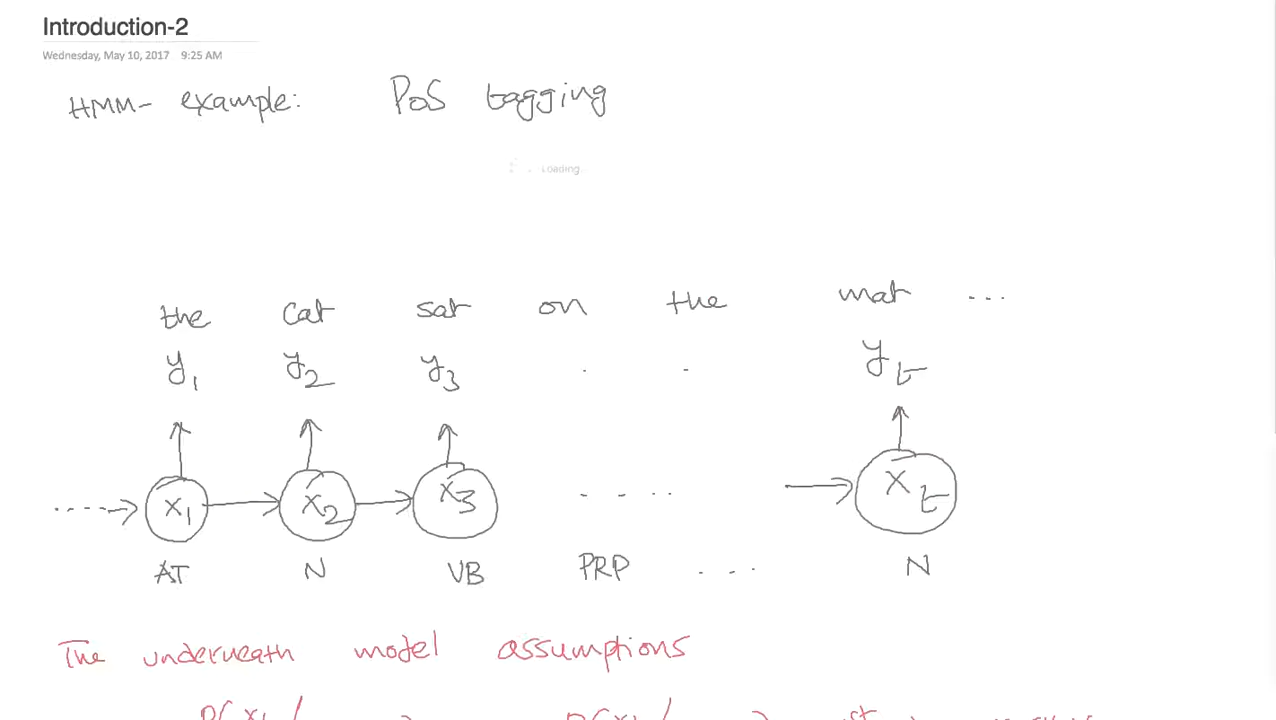 Introduction-2
Wednesday, May 10, 2017 9:25 AM
HMM- example: PoS tagging
Loading
the cat sat on the mat ...
y1 y2 y3 . . yt
x1 x2 x3 . . . . xt
AT N VB PRP . . . N
The underneath model assumptions